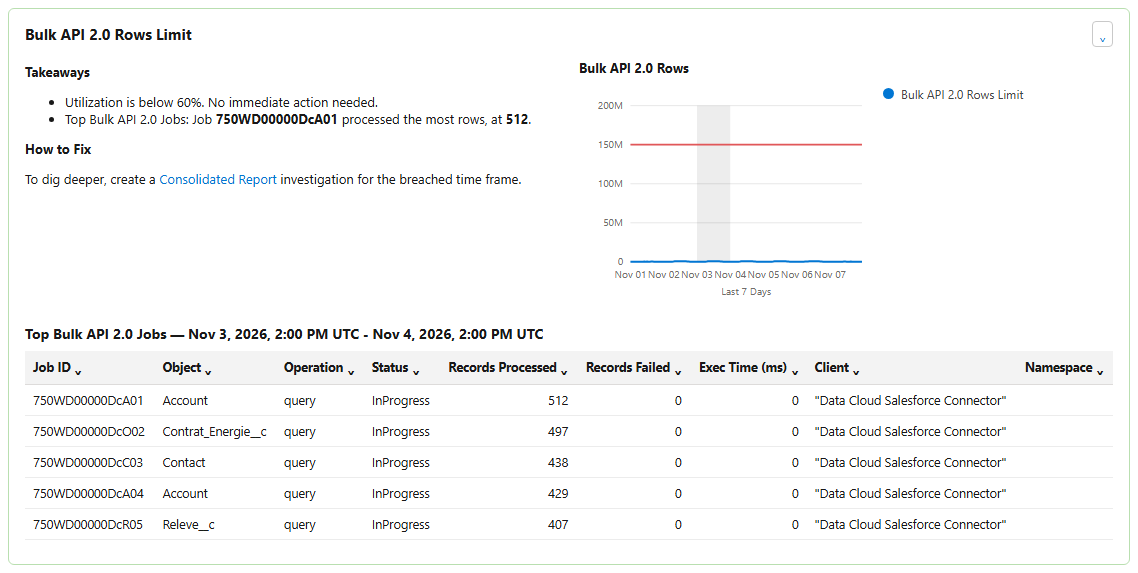 Bulk API 2.0 Rows Limit
Takeaways
• Utilization is below 60%. No immediate action needed.
• Top Bulk API 2.0 Jobs: Job 750WD00000DcA01 processed the most rows, at 512.
How to Fix
To dig deeper, create a Consolidated Report investigation for the breached time frame.
Bulk API 2.0 Rows
Bulk API 2.0 Rows Limit
200M
150M
100M
50M
0
Nov 01 Nov 02 Nov 03 Nov 04 Nov 05 Nov 06 Nov 07
Last 7 Days
Top Bulk API 2.0 Jobs — Nov 3, 2026, 2:00 PM UTC - Nov 4, 2026, 2:00 PM UTC
Job ID Object Operation Status Records Processed Records Failed Exec Time (ms) Client Namespace
750WD00000DcA01 Account query InProgress 512 0 0 "Data Cloud Salesforce Connector"
750WD00000DcO02 Contrat_Energie__c query InProgress 497 0 0 "Data Cloud Salesforce Connector"
750WD00000DcC03 Contact query InProgress 438 0 0 "Data Cloud Salesforce Connector"
750WD00000DcA04 Account query InProgress 429 0 0 "Data Cloud Salesforce Connector"
750WD00000DcR05 Releve__c query InProgress 407 0 0 "Data Cloud Salesforce Connector"